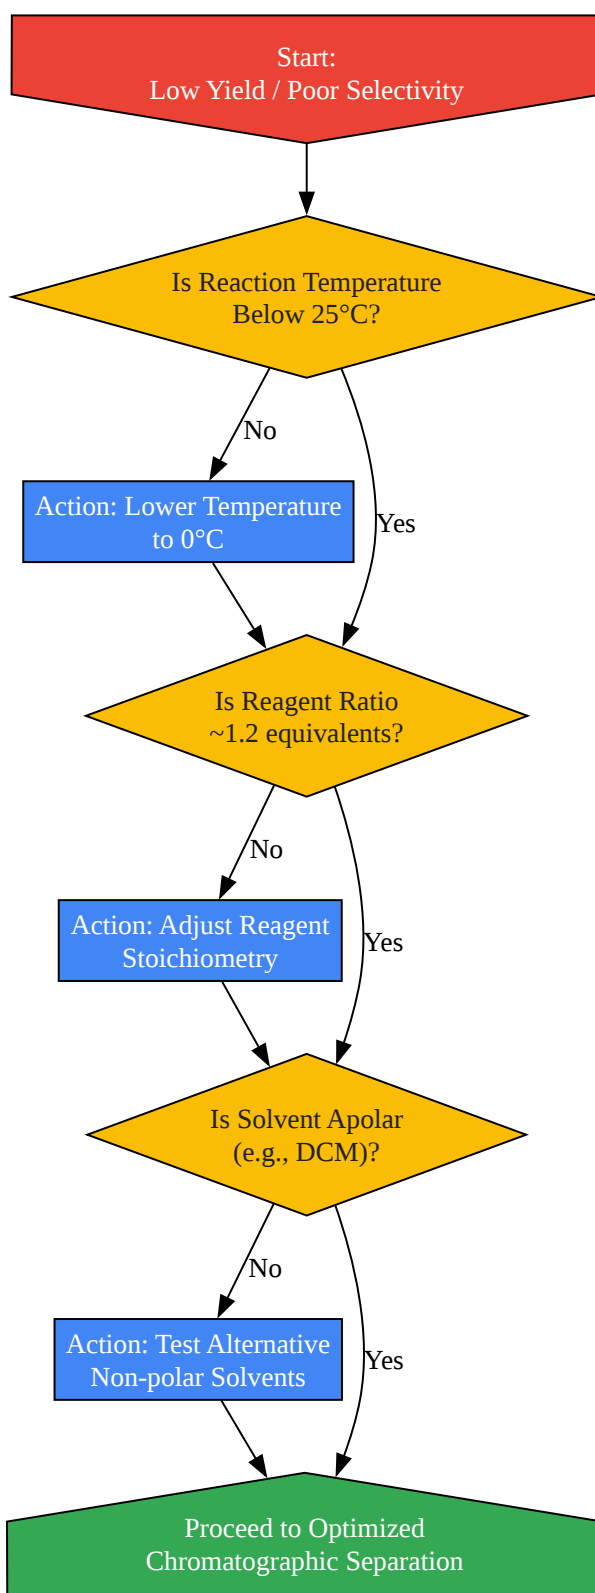 Start:
Low Yield / Poor Selectivity
Is Reaction Temperature
Below 25°C?
No
Action: Lower Temperature
to 0°C
Yes
Is Reagent Ratio
~1.2 equivalents?
No
Action: Adjust Reagent
Stoichiometry
Yes
Is Solvent Apolar
(e.g., DCM)?
No
Action: Test Alternative
Non-polar Solvents
Yes
Proceed to Optimized
Chromatographic Separation